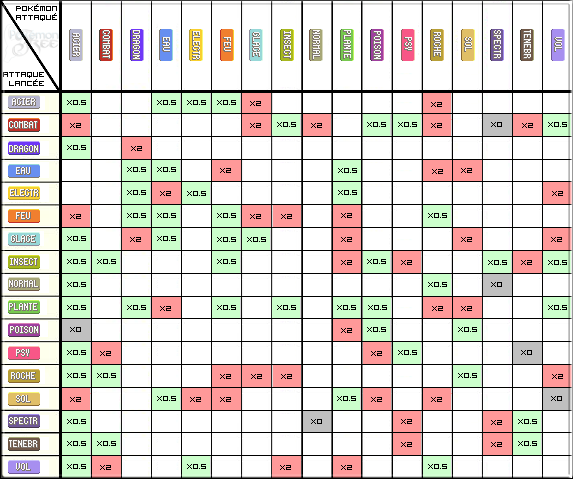 POKÉMON
ATTAQUÉ
ATTAQUE
LANCÉE
ACIER COMBAT DRAGON EAU ELECTR FEU GLACE INSECT NORMAL PLANTE POISON PSY ROCHE SOL SPECTR TENEBR VOL
ACIER X0.5 X0.5 X0.5 X0.5 X2 X2
COMBAT X2 X2 X0.5 X2 X0.5 X0.5 X2 X0 X2 X0.5
DRAGON X0.5 X2
EAU X0.5 X0.5 X2 X0.5 X2 X2
ELECTR X0.5 X2 X0.5 X0.5 X2
FEU X2 X0.5 X0.5 X0.5 X2 X2 X2 X0.5
GLACE X0.5 X2 X0.5 X0.5 X0.5 X2 X2 X2
INSECT X0.5 X0.5 X0.5 X2 X0.5 X2 X0.5 X2 X0.5
NORMAL X0.5 X0.5 X0
PLANTE X0.5 X0.5 X2 X0.5 X0.5 X0.5 X0.5 X2 X2 X0.5
POISON X0 X2 X0.5 X0.5
PSY X0.5 X2 X2 X0.5 X0
ROCHE X0.5 X0.5 X2 X2 X2 X0.5 X2
SOL X2 X0.5 X2 X2 X0.5 X2 X2 X0
SPECTR X0.5 X0 X2 X2 X0.5
TENEBR X0.5 X0.5 X2 X2 X0.5
VOL X0.5 X2 X0.5 X2 X2 X0.5